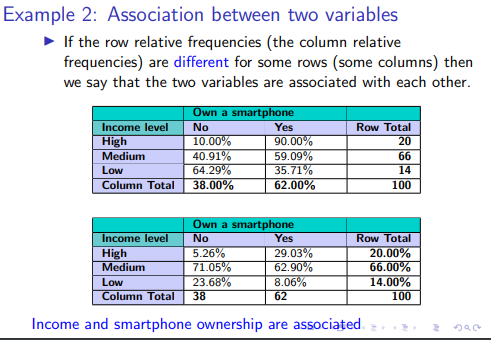 Example 2: Association between two variables
If the row relative frequencies (the column relative
frequencies) are different for some rows (some columns) then
we say that the two variables are associated with each other.
Own a smartphone
Income level No Yes Row Total
High 10.00% 90.00% 20
Medium 40.91% 59.09% 66
Low 64.29% 35.71% 14
Column Total 38.00% 62.00% 100
Own a smartphone
Income level No Yes Row Total
High 5.26% 29.03% 20.00%
Medium 71.05% 62.90% 66.00%
Low 23.68% 8.06% 14.00%
Column Total 38 62 100
Income and smartphone ownership are associated